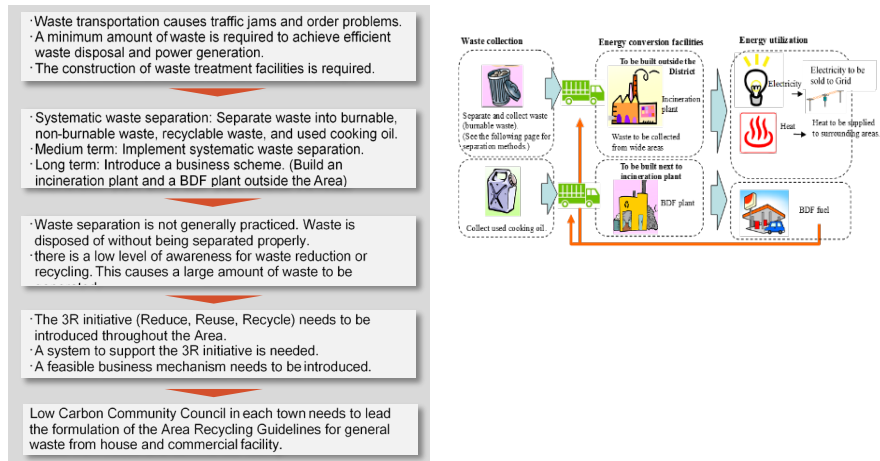 ·Waste transportation causes traffic jams and order problems.
·A minimum amount of waste is required to achieve efficient
waste disposal and power generation.
·The construction of waste treatment facilities is required.
·Systematic waste separation: Separate waste into burnable,
non-burnable waste, recyclable waste, and used cooking oil.
·Medium term: Implement systematic waste separation.
·Long term: Introduce a business scheme. (Build an
incineration plant and a BDF plant outside the Area)
·Waste separation is not generally practiced. Waste is
disposed of without being separated properly.
·there is a low level of awareness for waste reduction or
recycling. This causes a large amount of waste to be
·The 3R initiative (Reduce, Reuse, Recycle) needs to be
introduced throughout the Area.
·A system to support the 3R initiative is needed.
·A feasible business mechanism needs to be introduced.
Low Carbon Community Council in each town needs to lead
the formulation of the Area Recycling Guidelines for general
waste from house and commercial facility.
Waste collection
Separate and collect waste
(burnable waste)
(See the following page for
separation methods.)
Collect used cooking oil.
Energy conversion facilities
To be built outside the
District
Incineration
plant
Waste to be collected
from wide areas
To be built next to
incineration plant
BDF plant
Energy utilization
Electricity
Electricity to be
sold to Grid
Heat
Heat to be supplied
to surrounding areas.
BDF fuel